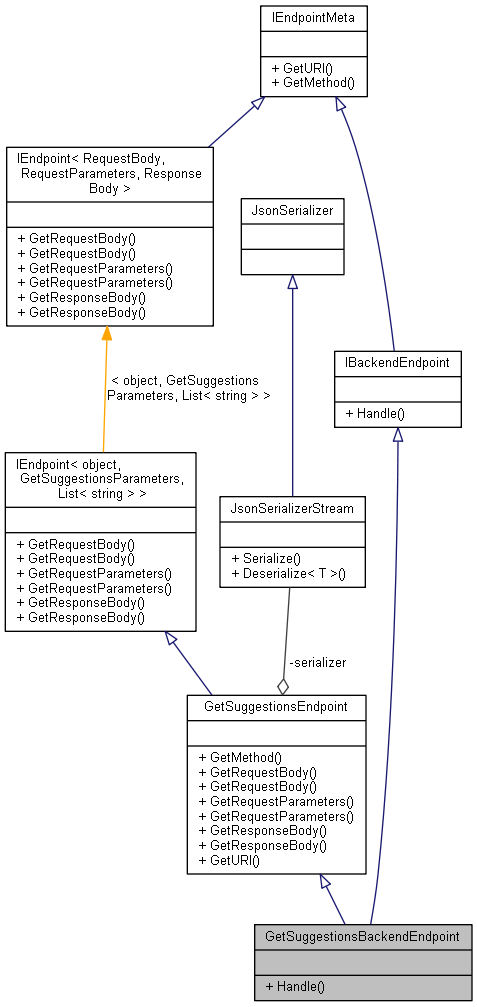 IEndpointMeta
+ GetURI()
+ GetMethod()
IEndpoint< RequestBody,
RequestParameters, Response
Body >
+ GetRequestBody()
+ GetRequestBody()
+ GetRequestParameters()
+ GetRequestParameters()
+ GetResponseBody()
+ GetResponseBody()
JsonSerializer
IBackendEndpoint
+ Handle()
< object, GetSuggestions
Parameters, List< string > >
IEndpoint< object,
GetSuggestionsParameters,
List< string > >
+ GetRequestBody()
+ GetRequestBody()
+ GetRequestParameters()
+ GetRequestParameters()
+ GetResponseBody()
+ GetResponseBody()
JsonSerializerStream
+ Serialize()
+ Deserialize< T >()
-serializer
GetSuggestionsEndpoint
+ GetMethod()
+ GetRequestBody()
+ GetRequestBody()
+ GetRequestParameters()
+ GetRequestParameters()
+ GetResponseBody()
+ GetResponseBody()
+ GetURI()
GetSuggestionsBackendEndpoint
+ Handle()